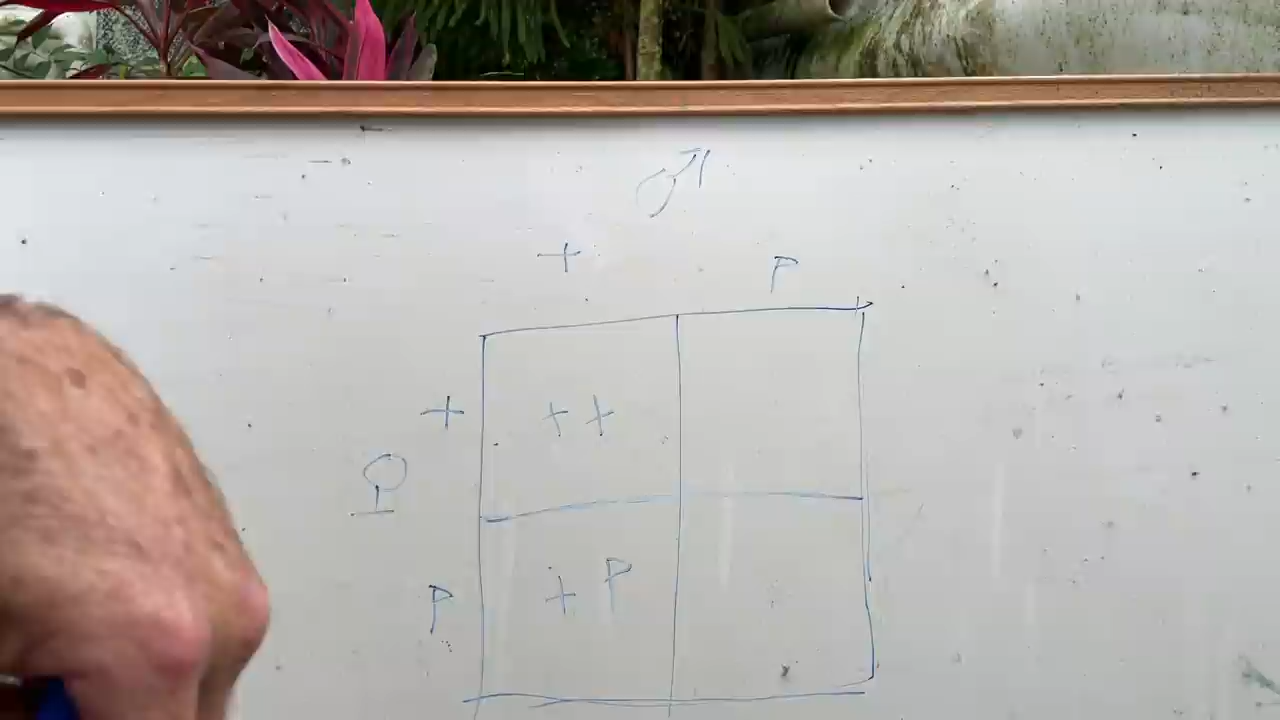 ♂
+ P
+ ++
♀
P + P